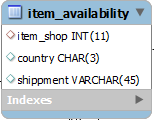 item_availability
item_shop INT(11)
country CHAR(3)
shippment VARCHAR(45)
Indexes